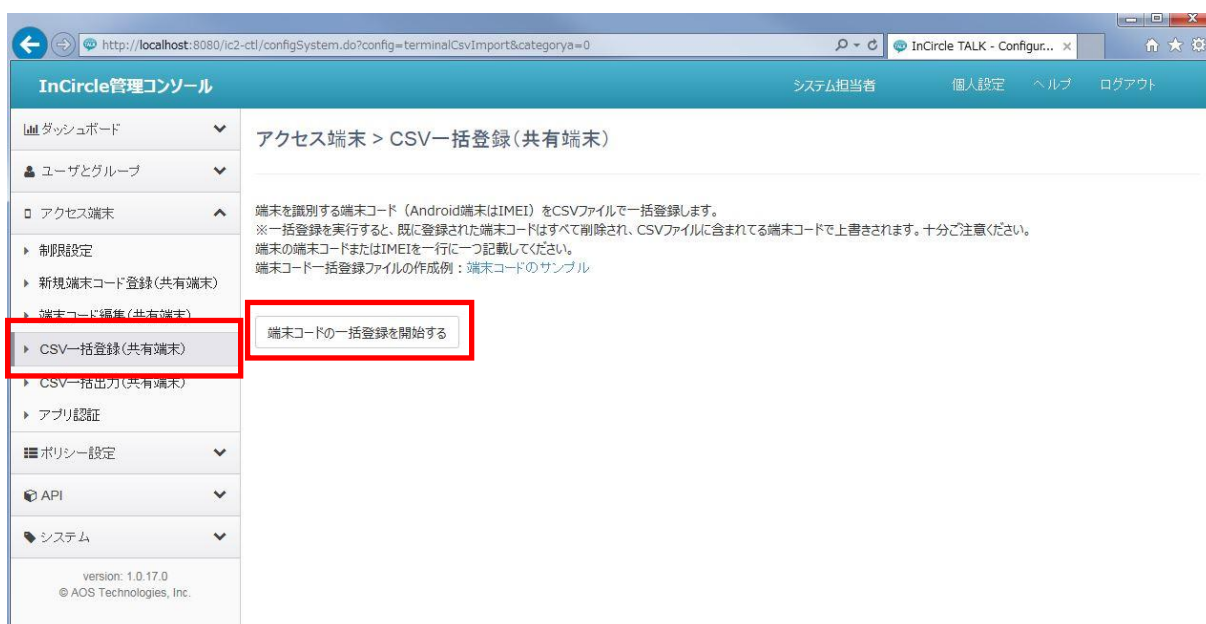 http://localhost:8080/ic2-ctl/configSystem.do?config=terminalCsvImport&categorya=0
InCircle TALK - Configur...
InCircle管理コンソール
システム担当者
個人設定
ヘルプ
ログアウト
ダッシュボード
ユーザとグループ
アクセス端末
制限設定
新規端末コード登録(共有端末)
端末コード編集(共有端末)
CSV一括登録(共有端末)
CSV一括出力(共有端末)
アプリ認証
ポリシー設定
API
システム
version: 1.0.17.0
© AOS Technologies, Inc.
アクセス端末 > CSV一括登録(共有端末)
端末を識別する端末コード（Android端末はIMEI）をCSVファイルで一括登録します。
※一括登録を実行すると、既に登録された端末コードはすべて削除され、CSVファイルに含まれてる端末コードで上書きされます。十分ご注意ください。
端末の端末コードまたはIMEIを一行に一つ記載してください。
端末コード一括登録ファイルの作成例：端末コードのサンプル
端末コードの一括登録を開始する